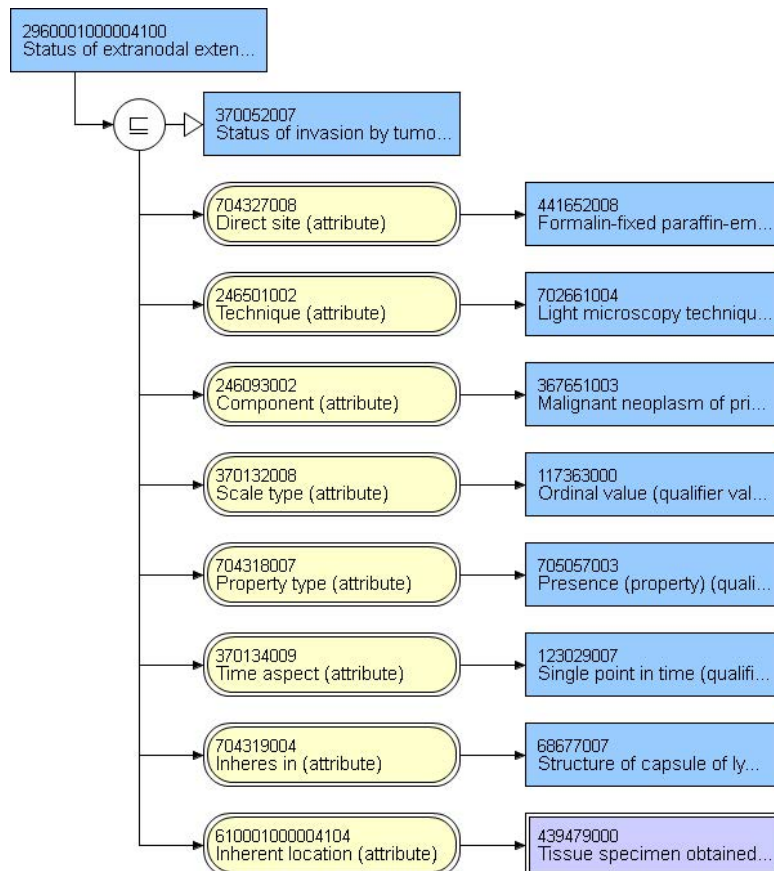 2960001000004100
Status of extranodal exten...
⊑
370052007
Status of invasion by tumo...
704327008
Direct site (attribute)
441652008
Formalin-fixed paraffin-em...
246501002
Technique (attribute)
702661004
Light microscopy techniqu...
246093002
Component (attribute)
367651003
Malignant neoplasm of pri...
370132008
Scale type (attribute)
117363000
Ordinal value (qualifier val...
704318007
Property type (attribute)
705057003
Presence (property) (quali...
370134009
Time aspect (attribute)
123029007
Single point in time (qualifi...
704319004
Inheres in (attribute)
68677007
Structure of capsule of ly...
610001000004104
Inherent location (attribute)
439479000
Tissue specimen obtained...